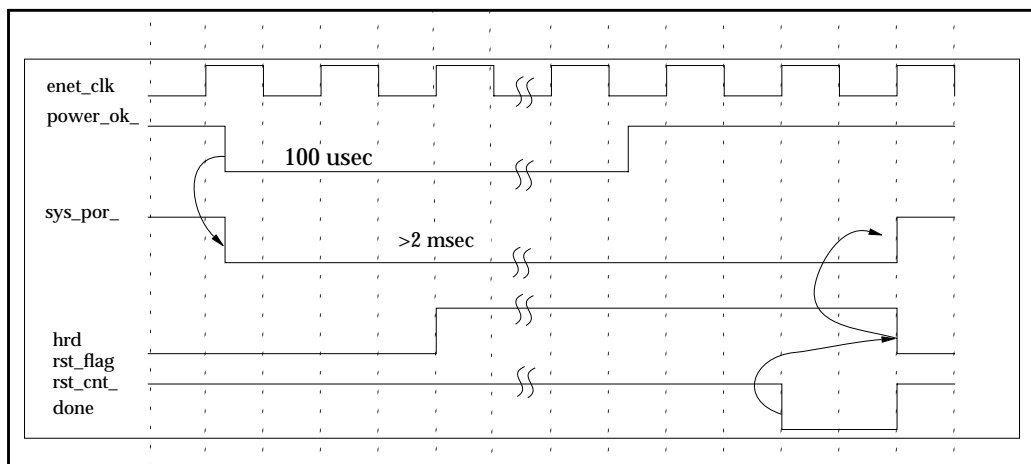 enet_clk
power_ok_
100 usec
sys_por_
>2 msec
hrd
rst_flag
rst_cnt_
done